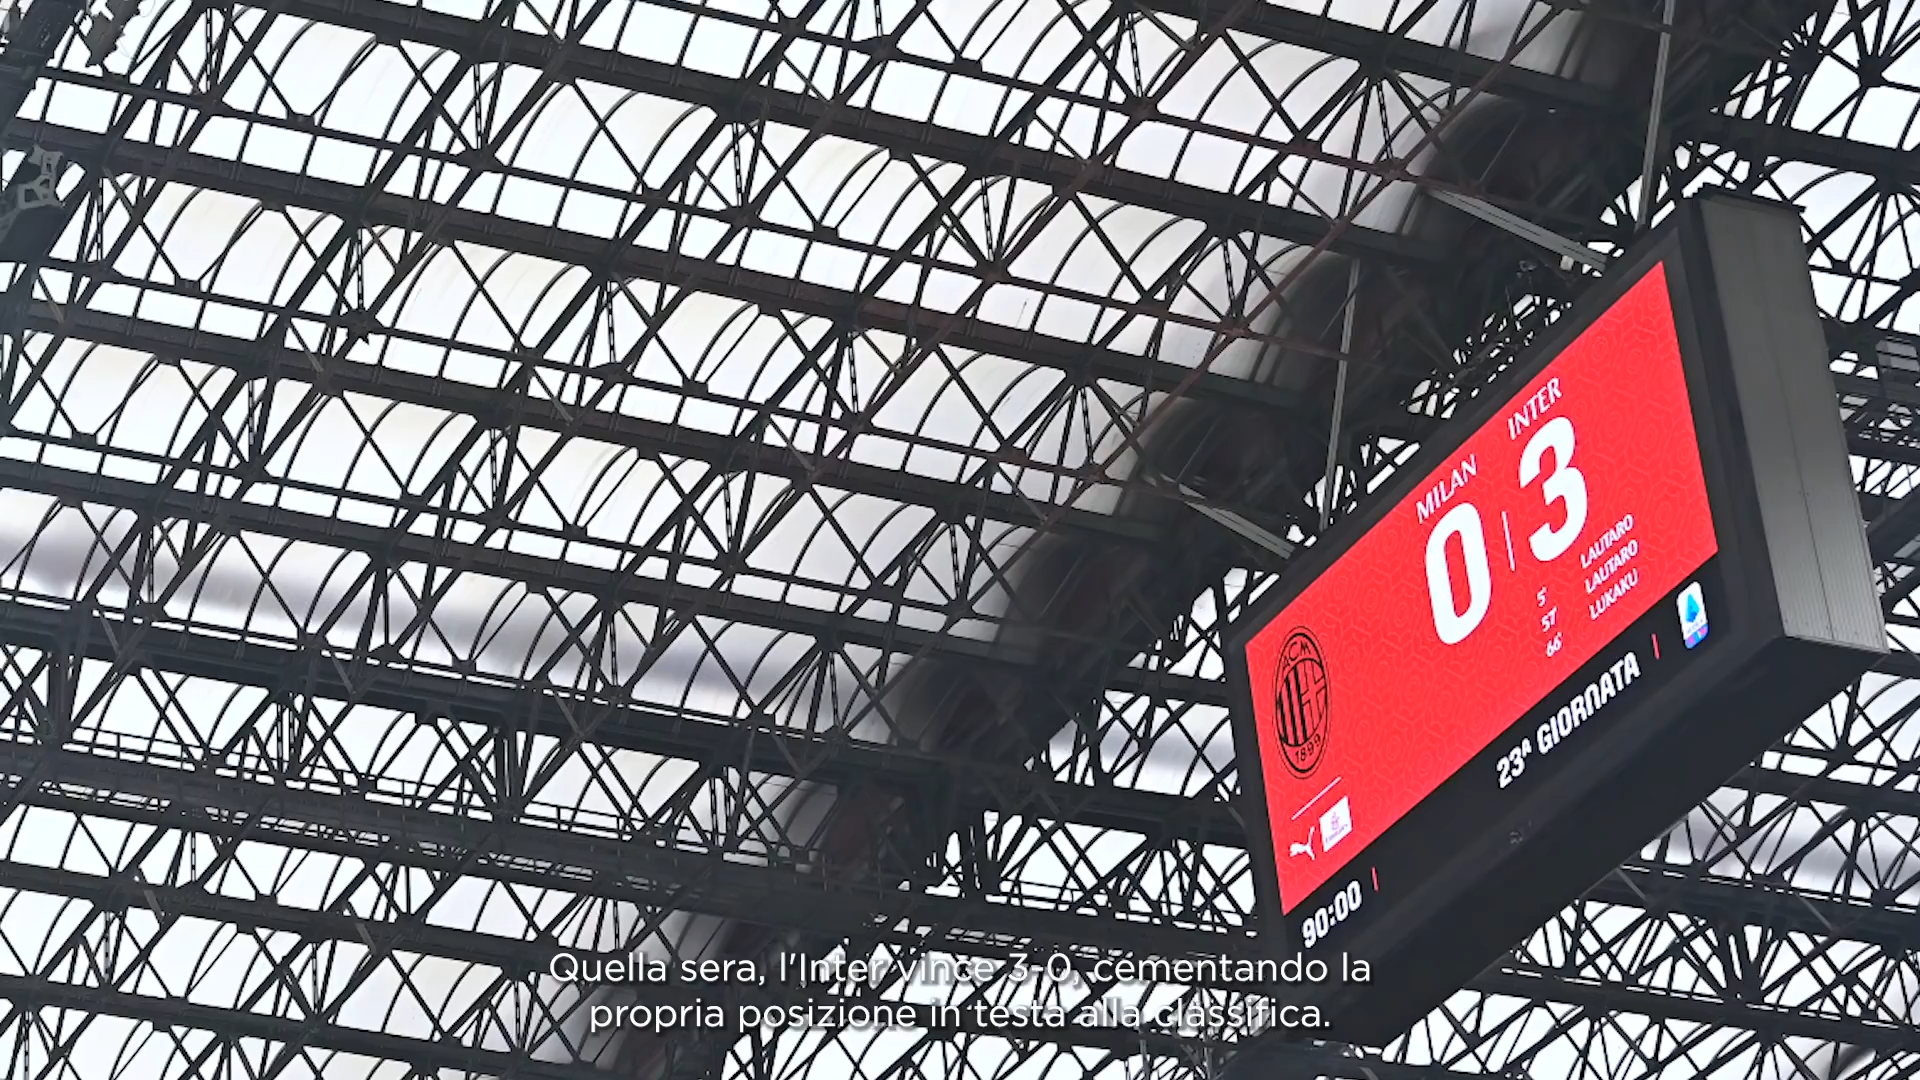 MILAN
INTER
0 | 3
5' LAUTARO
57' LAUTARO
66' LUKAKU
ACM
1899
90:00 |
23ª GIORNATA |
Quella sera, l'Inter vince 3-0, cementando la
propria posizione in testa alla classifica.